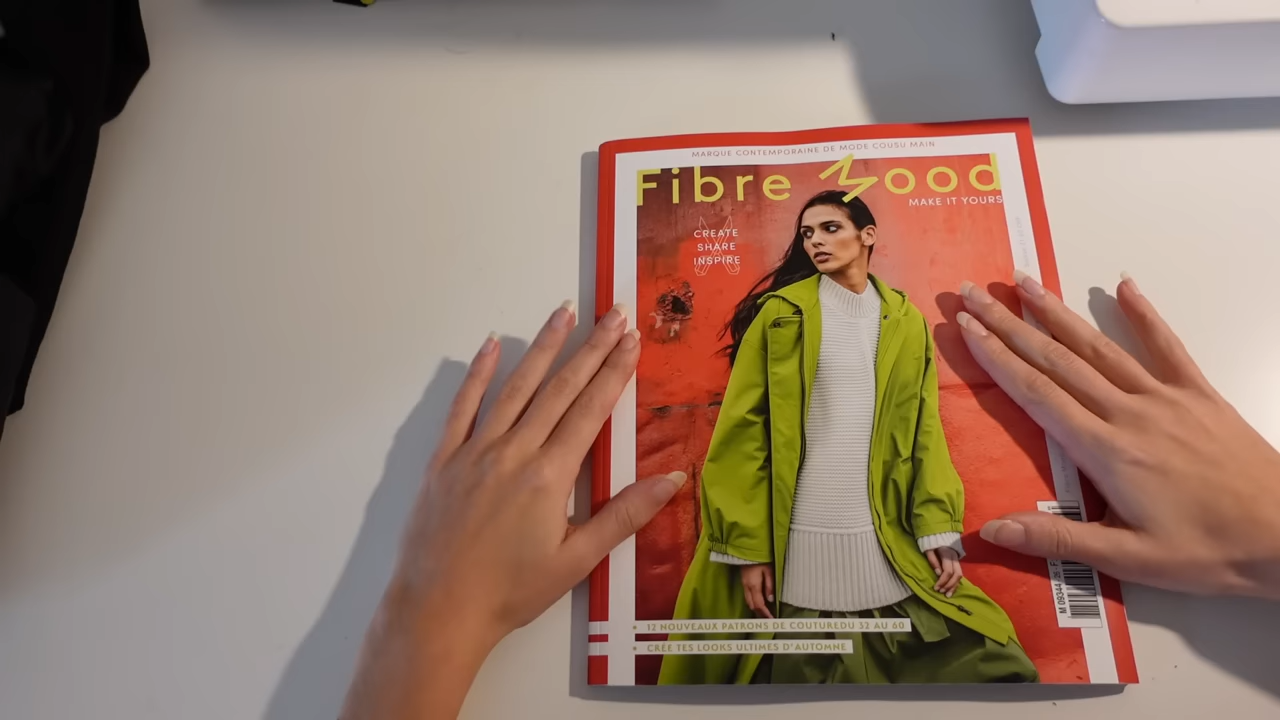 MARQUE CONTEMPORAINE DE MODE COUSU MAIN
Fibre Mood
MAKE IT YOURS
CREATE
SHARE
INSPIRE
12 NOUVEAUX PATRONS DE COUTUREDU 32 AU 60
CRÉE TES LOOKS ULTIMES D'AUTOMNE
M 09344